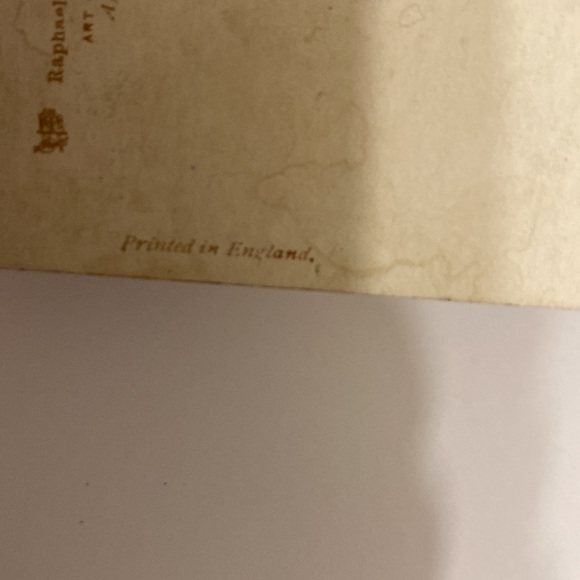 Raphael
ART
Printed in England.